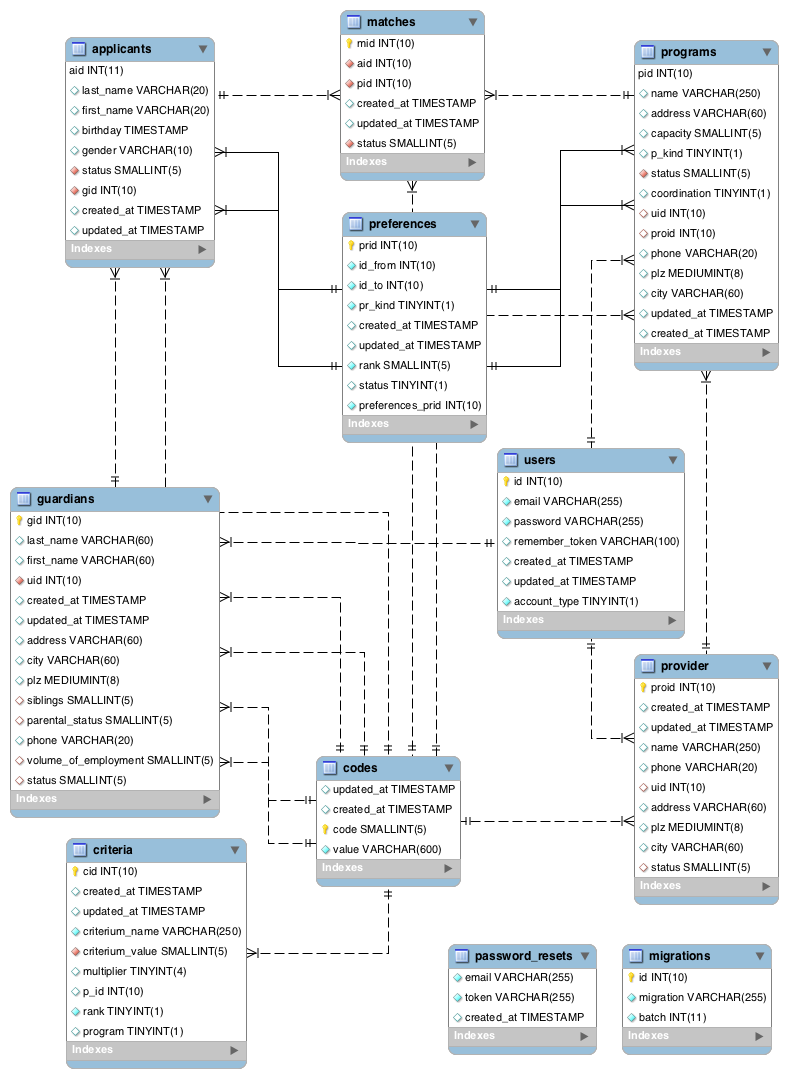 applicants
aid INT(11)
last_name VARCHAR(20)
first_name VARCHAR(20)
birthday TIMESTAMP
gender VARCHAR(10)
status SMALLINT(5)
gid INT(10)
created_at TIMESTAMP
updated_at TIMESTAMP
Indexes
matches
mid INT(10)
aid INT(10)
pid INT(10)
created_at TIMESTAMP
updated_at TIMESTAMP
status SMALLINT(5)
Indexes
programs
pid INT(10)
name VARCHAR(250)
address VARCHAR(60)
capacity SMALLINT(5)
p_kind TINYINT(1)
status SMALLINT(5)
coordination TINYINT(1)
uid INT(10)
proid INT(10)
phone VARCHAR(20)
plz MEDIUMINT(8)
city VARCHAR(60)
updated_at TIMESTAMP
created_at TIMESTAMP
Indexes
preferences
prid INT(10)
id_from INT(10)
id_to INT(10)
pr_kind TINYINT(1)
created_at TIMESTAMP
updated_at TIMESTAMP
rank SMALLINT(5)
status TINYINT(1)
preferences_prid INT(10)
Indexes
guardians
gid INT(10)
last_name VARCHAR(60)
first_name VARCHAR(60)
uid INT(10)
created_at TIMESTAMP
updated_at TIMESTAMP
address VARCHAR(60)
city VARCHAR(60)
plz MEDIUMINT(8)
siblings SMALLINT(5)
parental_status SMALLINT(5)
phone VARCHAR(20)
volume_of_employment SMALLINT(5)
status SMALLINT(5)
Indexes
users
id INT(10)
email VARCHAR(255)
password VARCHAR(255)
remember_token VARCHAR(100)
created_at TIMESTAMP
updated_at TIMESTAMP
account_type TINYINT(1)
Indexes
provider
proid INT(10)
created_at TIMESTAMP
updated_at TIMESTAMP
name VARCHAR(250)
phone VARCHAR(20)
uid INT(10)
address VARCHAR(60)
plz MEDIUMINT(8)
city VARCHAR(60)
status SMALLINT(5)
Indexes
codes
updated_at TIMESTAMP
created_at TIMESTAMP
code SMALLINT(5)
value VARCHAR(600)
Indexes
criteria
cid INT(10)
created_at TIMESTAMP
updated_at TIMESTAMP
criterium_name VARCHAR(250)
criterium_value SMALLINT(5)
multiplier TINYINT(4)
p_id INT(10)
rank TINYINT(1)
program TINYINT(1)
Indexes
password_resets
email VARCHAR(255)
token VARCHAR(255)
created_at TIMESTAMP
Indexes
migrations
id INT(10)
migration VARCHAR(255)
batch INT(11)
Indexes